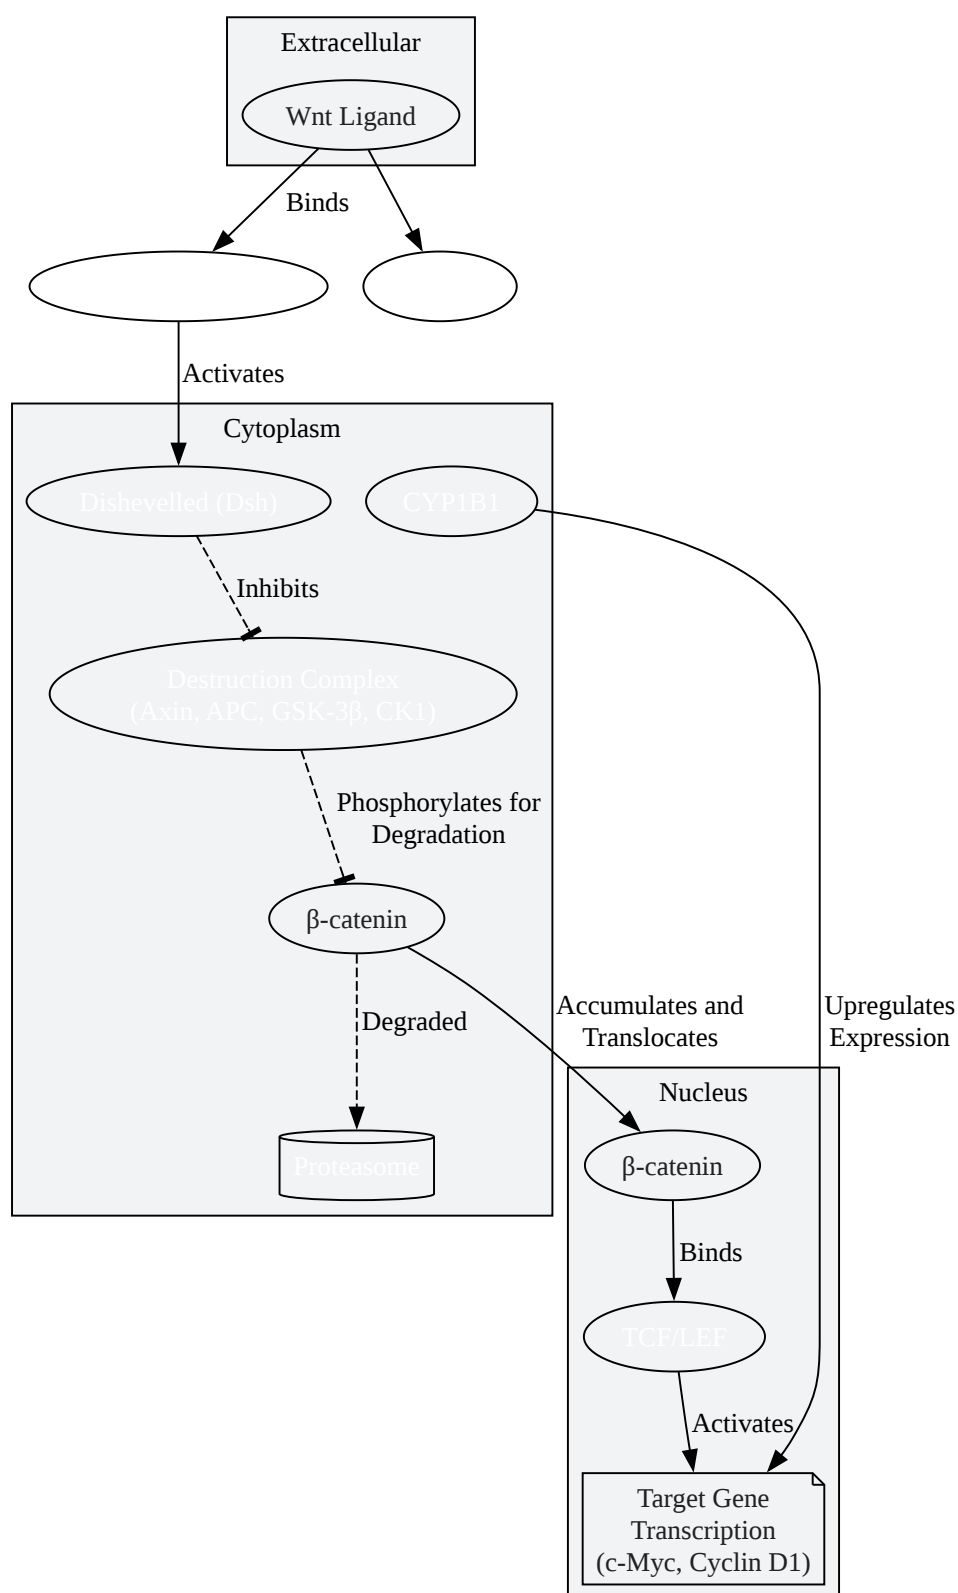 Extracellular
Wnt Ligand
Binds
Activates
Cytoplasm
Dishevelled (Dsh)
CYP1B1
Inhibits
Destruction Complex
(Axin, APC, GSK-3β, CK1)
Phosphorylates for
Degradation
β-catenin
Degraded
Accumulates and
Translocates
Upregulates
Expression
Nucleus
Proteasome
β-catenin
Binds
TCF/LEF
Activates
Target Gene
Transcription
(c-Myc, Cyclin D1)